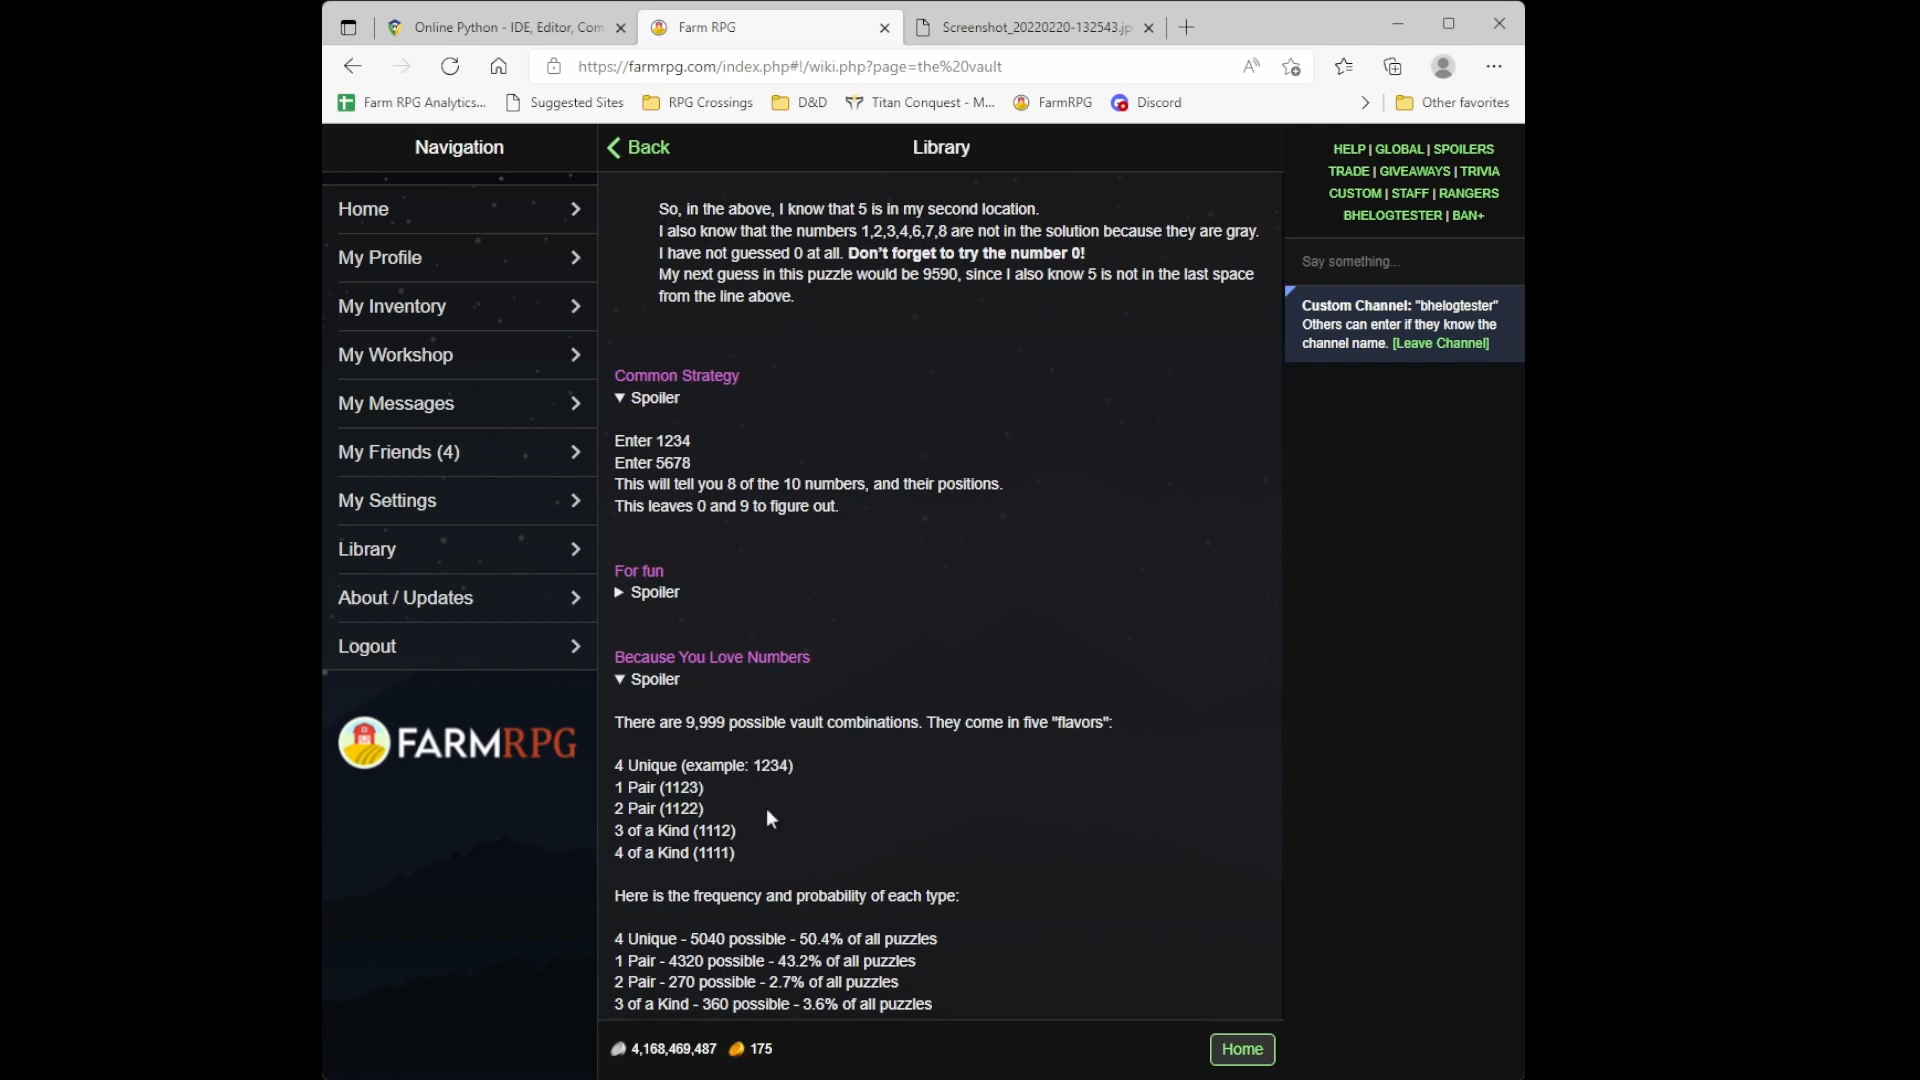 Online Python - IDE, Editor, Com
Farm RPG
Screenshot_20220220-132543.jp
https://farmrpg.com/index.php#!/wiki.php?page=the%20vault
Farm RPG Analytics...
Suggested Sites
RPG Crossings
D&D
Titan Conquest - M...
FarmRPG
Discord
Other favorites
Navigation
Back
Library
HELP | GLOBAL | SPOILERS
TRADE | GIVEAWAYS | TRIVIA
CUSTOM | STAFF | RANGERS
BHELOGTESTER | BAN+
Home
My Profile
My Inventory
My Workshop
My Messages
My Friends (4)
My Settings
Library
About / Updates
Logout
FARMRPG
So, in the above, I know that 5 is in my second location.
I also know that the numbers 1,2,3,4,6,7,8 are not in the solution because they are gray.
I have not guessed 0 at all. Don't forget to try the number 0!
My next guess in this puzzle would be 9590, since I also know 5 is not in the last space
from the line above.
Common Strategy
▼ Spoiler
Enter 1234
Enter 5678
This will tell you 8 of the 10 numbers, and their positions.
This leaves 0 and 9 to figure out.
For fun
▶ Spoiler
Because You Love Numbers
▼ Spoiler
There are 9,999 possible vault combinations. They come in five "flavors":
4 Unique (example: 1234)
1 Pair (1123)
2 Pair (1122)
3 of a Kind (1112)
4 of a Kind (1111)
Here is the frequency and probability of each type:
4 Unique - 5040 possible - 50.4% of all puzzles
1 Pair - 4320 possible - 43.2% of all puzzles
2 Pair - 270 possible - 2.7% of all puzzles
3 of a Kind - 360 possible - 3.6% of all puzzles
4,168,469,487
175
Home
Say something...
Custom Channel: "bhelogtester"
Others can enter if they know the
channel name. [Leave Channel]